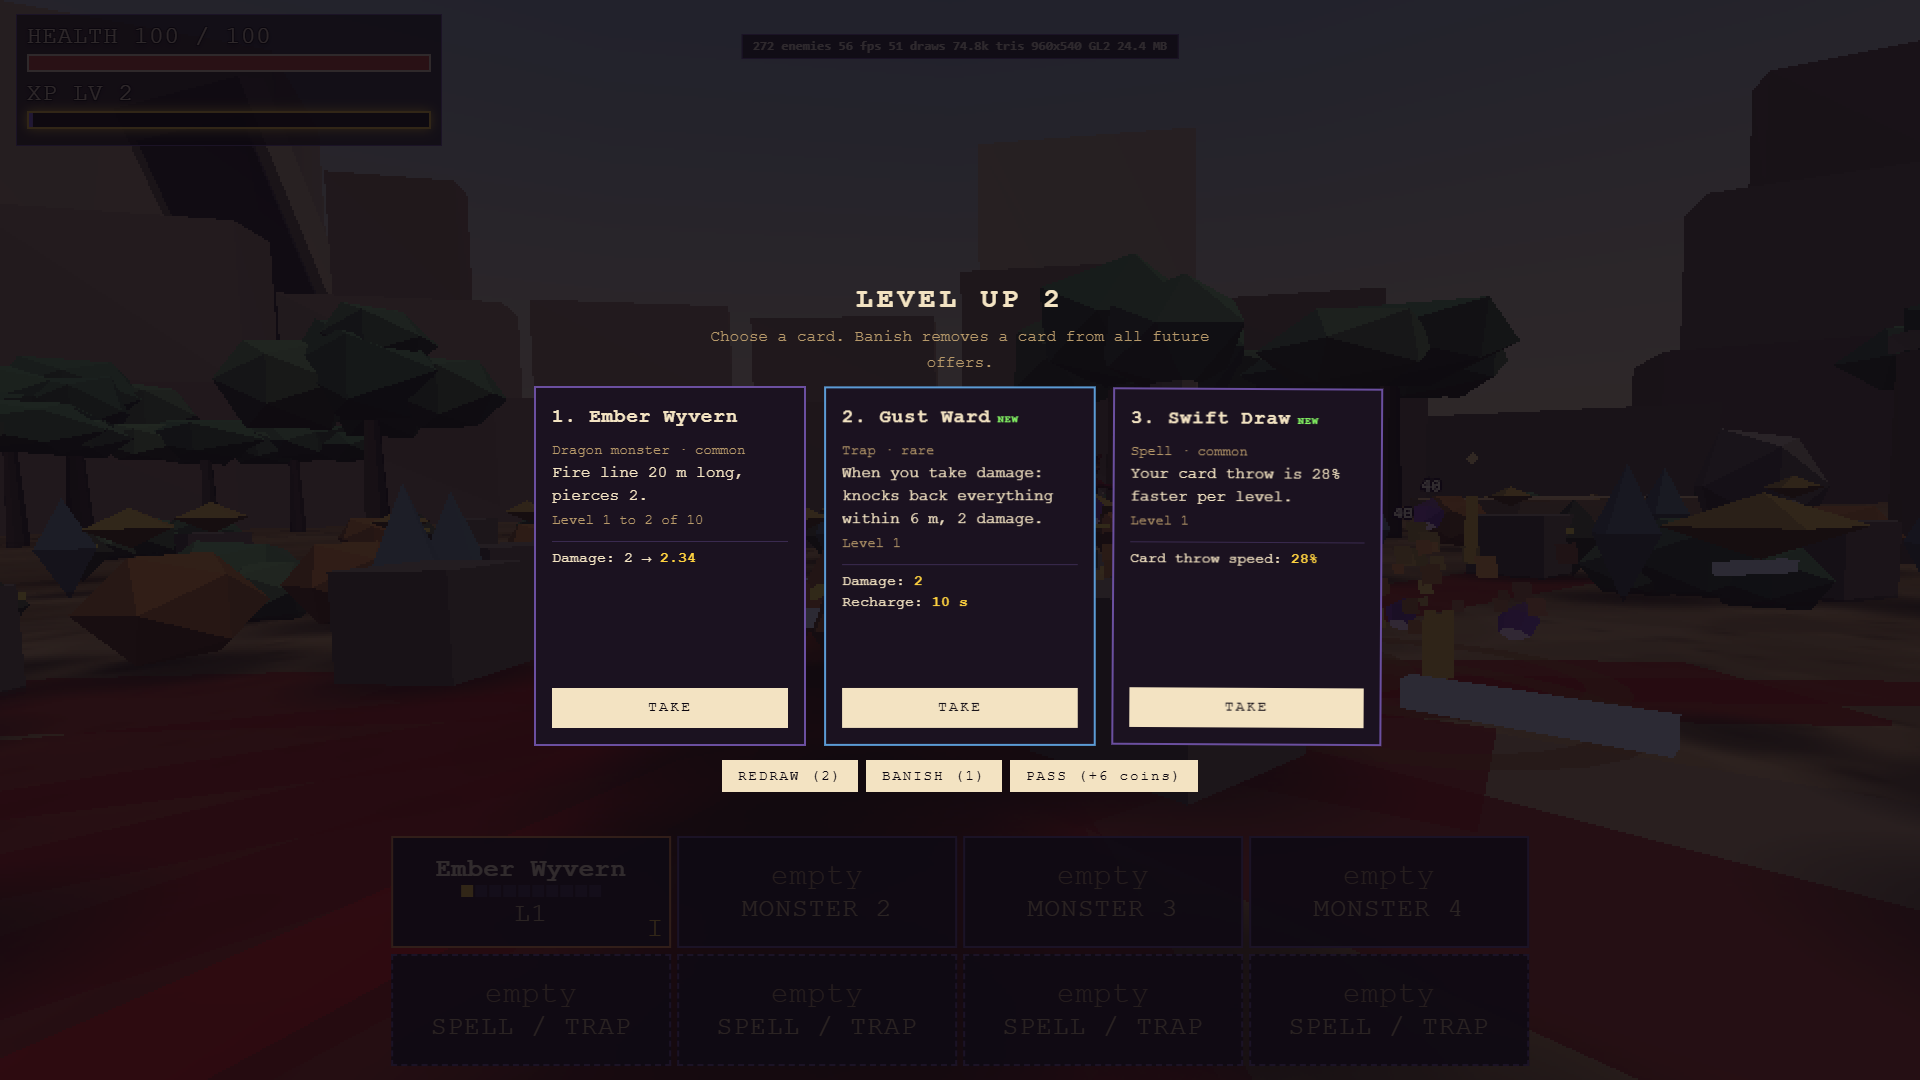 HEALTH 100 / 100
XP LV 2
272 enemies 56 fps 51 draws 74.8k tris 960x540 GL2 24.4 MB
LEVEL UP 2
Choose a card. Banish removes a card from all future
offers.
1. Ember Wyvern
Dragon monster · common
Fire line 20 m long,
pierces 2.
Level 1 to 2 of 10
Damage: 2 → 2.34
TAKE
2. Gust Ward NEW
Trap · rare
When you take damage:
knocks back everything
within 6 m, 2 damage.
Level 1
Damage: 2
Recharge: 10 s
TAKE
3. Swift Draw NEW
Spell · common
Your card throw is 28%
faster per level.
Level 1
Card throw speed: 28%
TAKE
48
48
REDRAW (2)
BANISH (1)
PASS (+6 coins)
Ember Wyvern
L1
I
empty
MONSTER 2
empty
MONSTER 3
empty
MONSTER 4
empty
SPELL / TRAP
empty
SPELL / TRAP
empty
SPELL / TRAP
empty
SPELL / TRAP